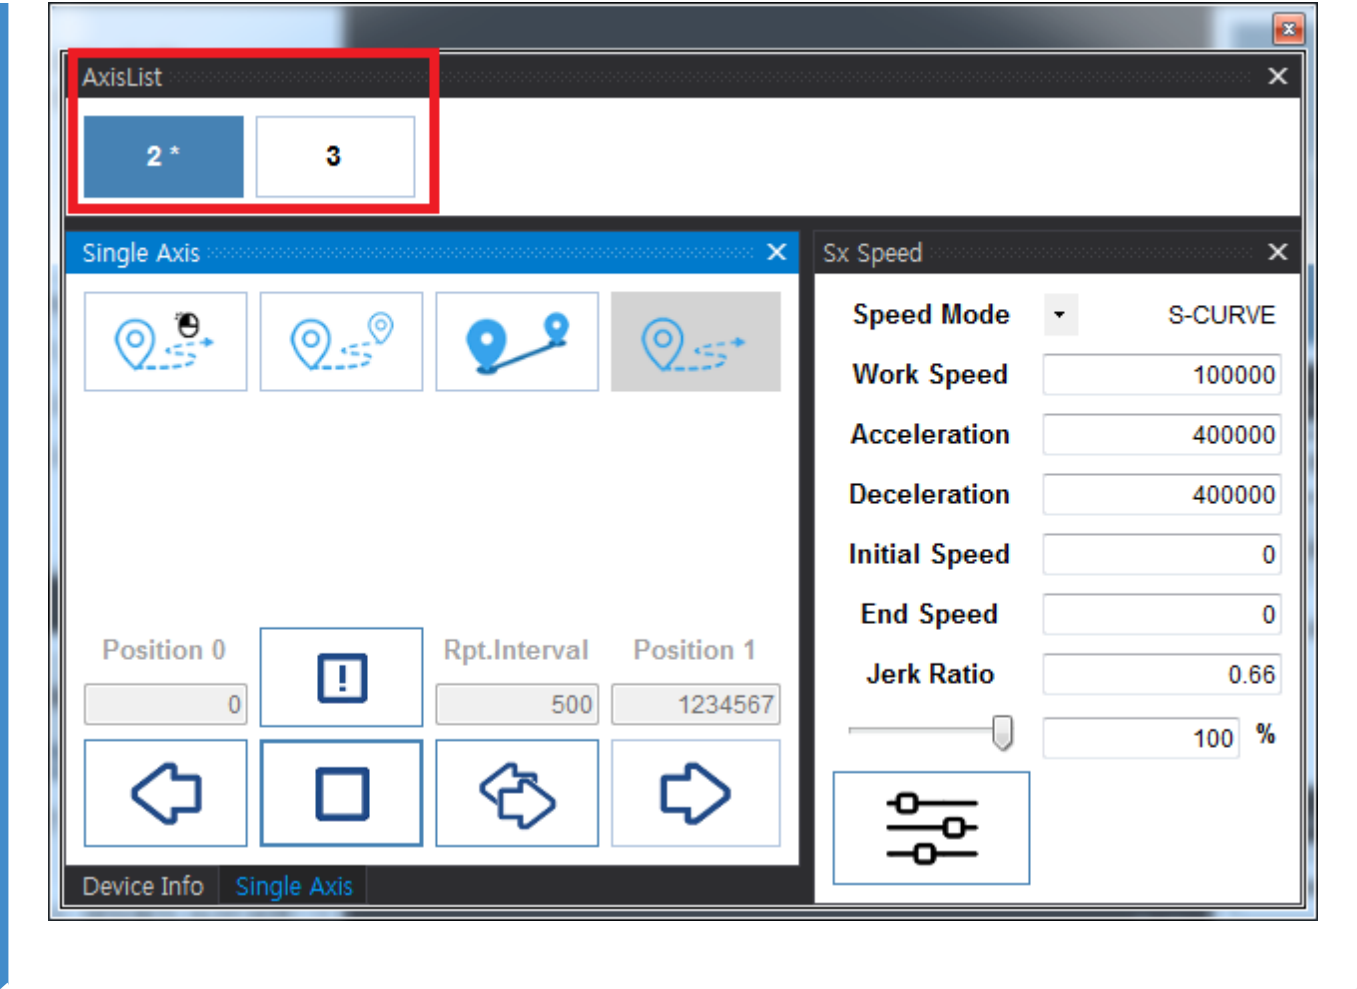 AxisList
2 *
3
Single Axis
Position 0
Rpt.Interval
Position 1
0
500
1234567
Device Info
Single Axis
Sx Speed
Speed Mode S-CURVE
Work Speed 100000
Acceleration 400000
Deceleration 400000
Initial Speed 0
End Speed 0
Jerk Ratio 0.66
100 %